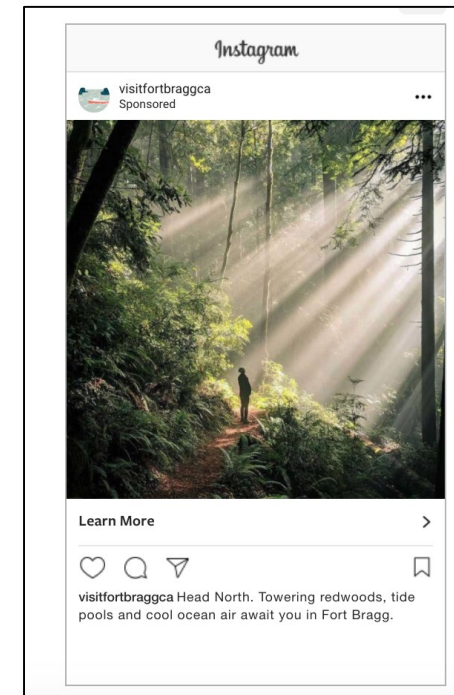 Instagram
visitfortbraggca
Sponsored
Learn More
visitfortbraggca Head North. Towering redwoods, tide
pools and cool ocean air await you in Fort Bragg.